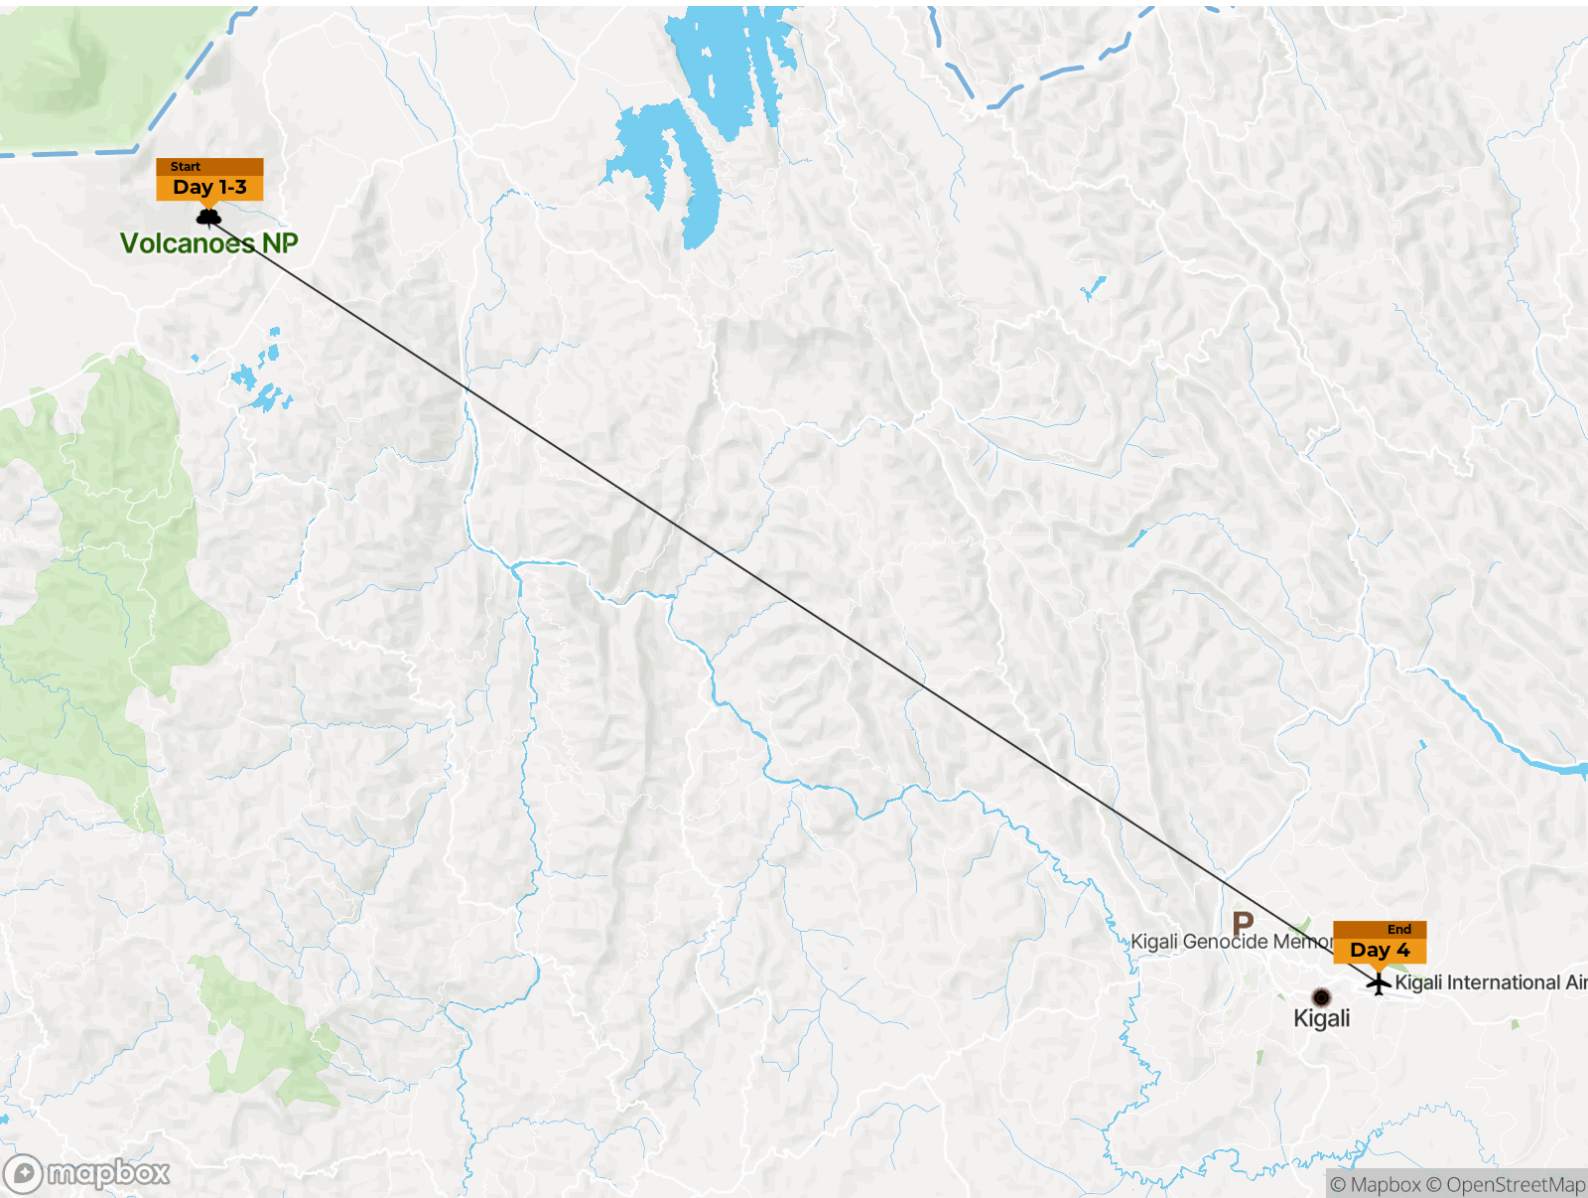 Start
Day 1-3
Volcanoes NP
P
Kigali Genocide Memor
End
Day 4
Kigali International Air
Kigali
mapbox
© Mapbox © OpenStreetMap